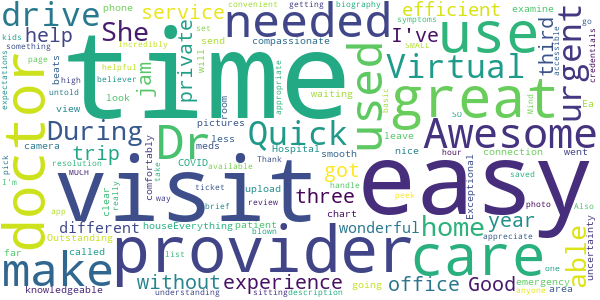 drive service efficient
phone convenient getting biography
kids set send compassionate examine
something She needed use urgent
doctor help I've third
expectations page will private jam symptoms SMALL accessible go credentials
incredibly helpful appropriate
high believer beats untold look
time used great Virtual
view room waiting Mind basic so
During Dr Quick Awesome
pictures less leave
camera meds Hospital smooth nice hour connection went
trip COVID available Thank saved Ea
resolution comfortably take
I'm MUCH got clear really ticket upload handle Exceptional photo
pick app way brief review peek
visit easy
three chart home year able
different houseEverything patient wonderful appreciate Also
Outstanding blown uncertainty
far called list going emergency one
make provider care
without experience office Good area anyone
knowledgeable understanding sitting description